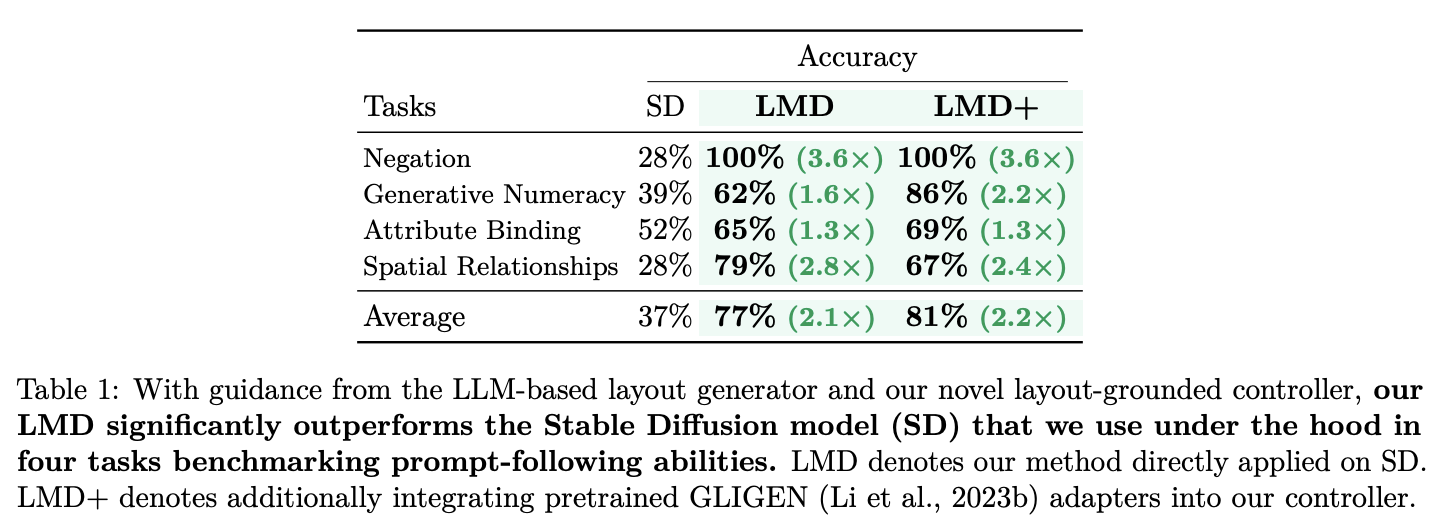 Accuracy
Tasks SD LMD LMD+
Negation 28% 100% (3.6×) 100% (3.6×)
Generative Numeracy 39% 62% (1.6×) 86% (2.2×)
Attribute Binding 52% 65% (1.3×) 69% (1.3×)
Spatial Relationships 28% 79% (2.8×) 67% (2.4×)
Average 37% 77% (2.1×) 81% (2.2×)
Table 1: With guidance from the LLM-based layout generator and our novel layout-grounded controller, our
LMD significantly outperforms the Stable Diffusion model (SD) that we use under the hood in
four tasks benchmarking prompt-following abilities. LMD denotes our method directly applied on SD.
LMD+ denotes additionally integrating pretrained GLIGEN (Li et al., 2023b) adapters into our controller.